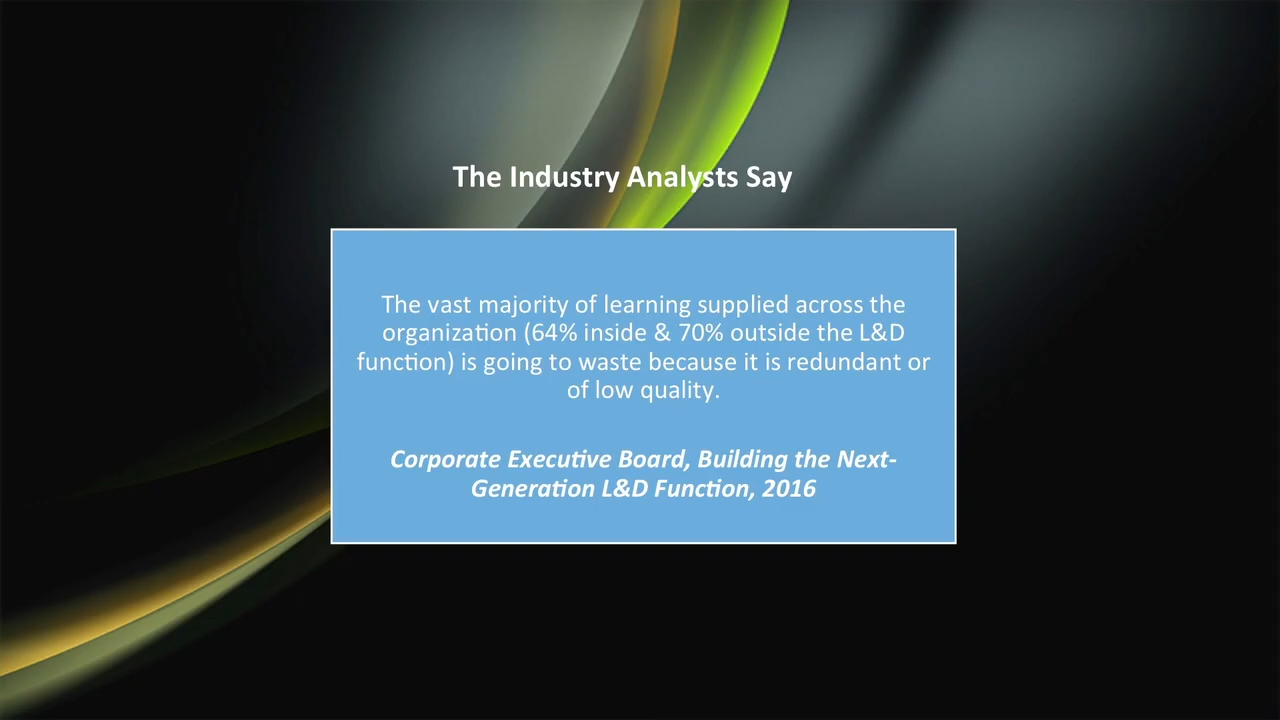 The Industry Analysts Say
The vast majority of learning supplied across the
organization (64% inside & 70% outside the L&D
function) is going to waste because it is redundant or
of low quality.
Corporate Executive Board, Building the Next-
Generation L&D Function, 2016